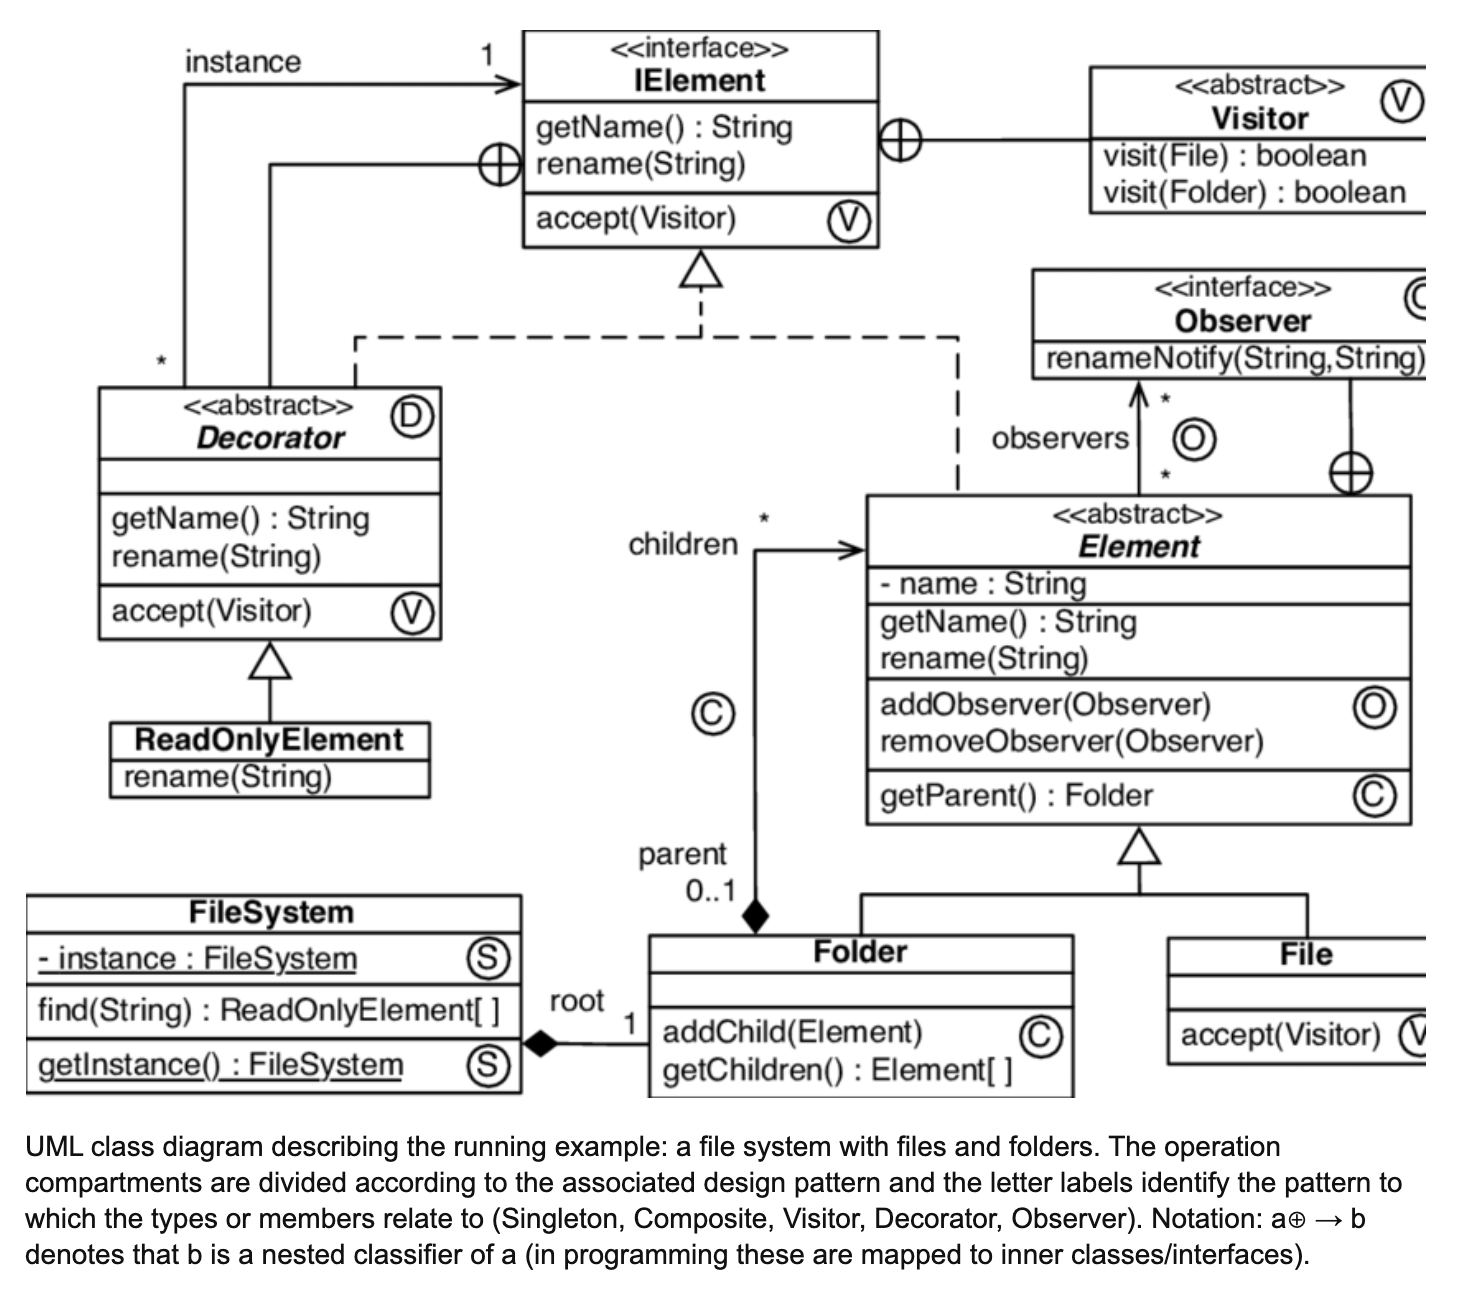 instance
1
<<interface>>
IElement
getName() : String
rename(String)
accept(Visitor)
V
<<abstract>>
V
Visitor
visit(File) : boolean
visit(Folder) : boolean
<<interface>>
Observer
renameNotify(String,String)
*
observers
O
*
*
<<abstract>>
D
Decorator
getName() : String
rename(String)
accept(Visitor)
V
ReadOnlyElement
rename(String)
children
*
<<abstract>>
Element
- name : String
getName() : String
rename(String)
addObserver(Observer)
O
removeObserver(Observer)
getParent() : Folder
C
C
parent
0..1
FileSystem
- instance : FileSystem
S
find(String) : ReadOnlyElement[ ]
getInstance() : FileSystem
S
root
1
Folder
addChild(Element)
C
getChildren() : Element[ ]
File
accept(Visitor)
V
UML class diagram describing the running example: a file system with files and folders. The operation
compartments are divided according to the associated design pattern and the letter labels identify the pattern to
which the types or members relate to (Singleton, Composite, Visitor, Decorator, Observer). Notation: a⊕ → b
denotes that b is a nested classifier of a (in programming these are mapped to inner classes/interfaces).